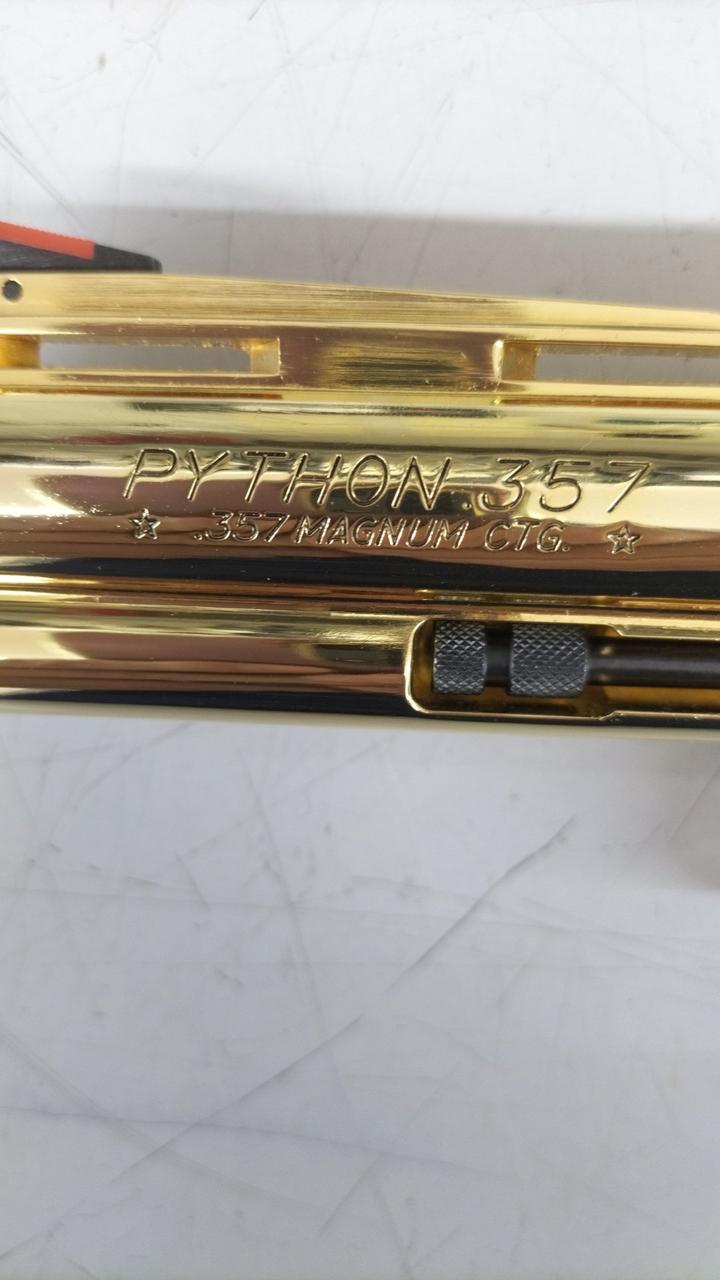 PYTHON .357
☆ .357 MAGNUM CTG. ☆